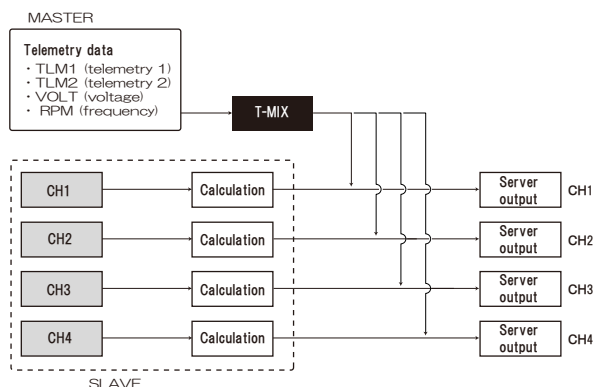 MASTER
Telemetry data
・TLM1 (telemetry 1)
・TLM2 (telemetry 2)
・VOLT (voltage)
・ RPM (frequency)
T-MIX
CH1
Calculation
Server
output
CH1
CH2
Calculation
Server
output
CH2
CH3
Calculation
Server
output
CH3
CH4
Calculation
Server
output
CH4
SLAVE